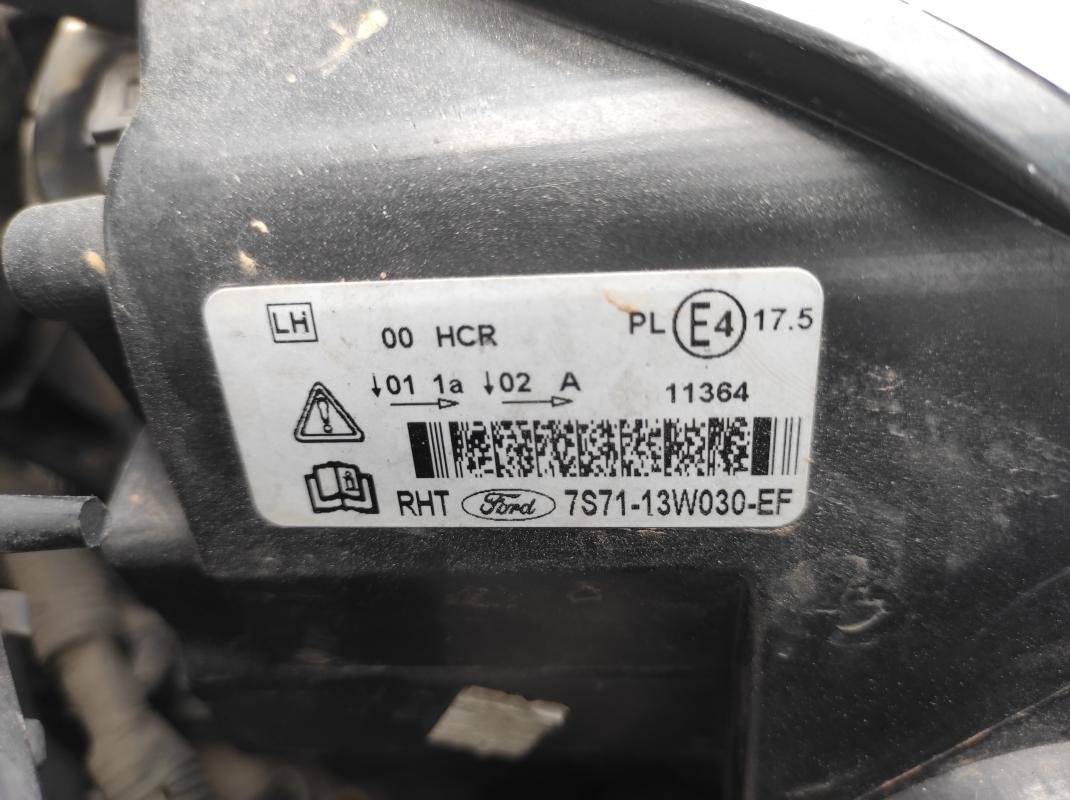 LH 00 HCR PL E4 17.5
↓01 1a ↓02 A 11364
RHT Ford 7S71-13W030-EF